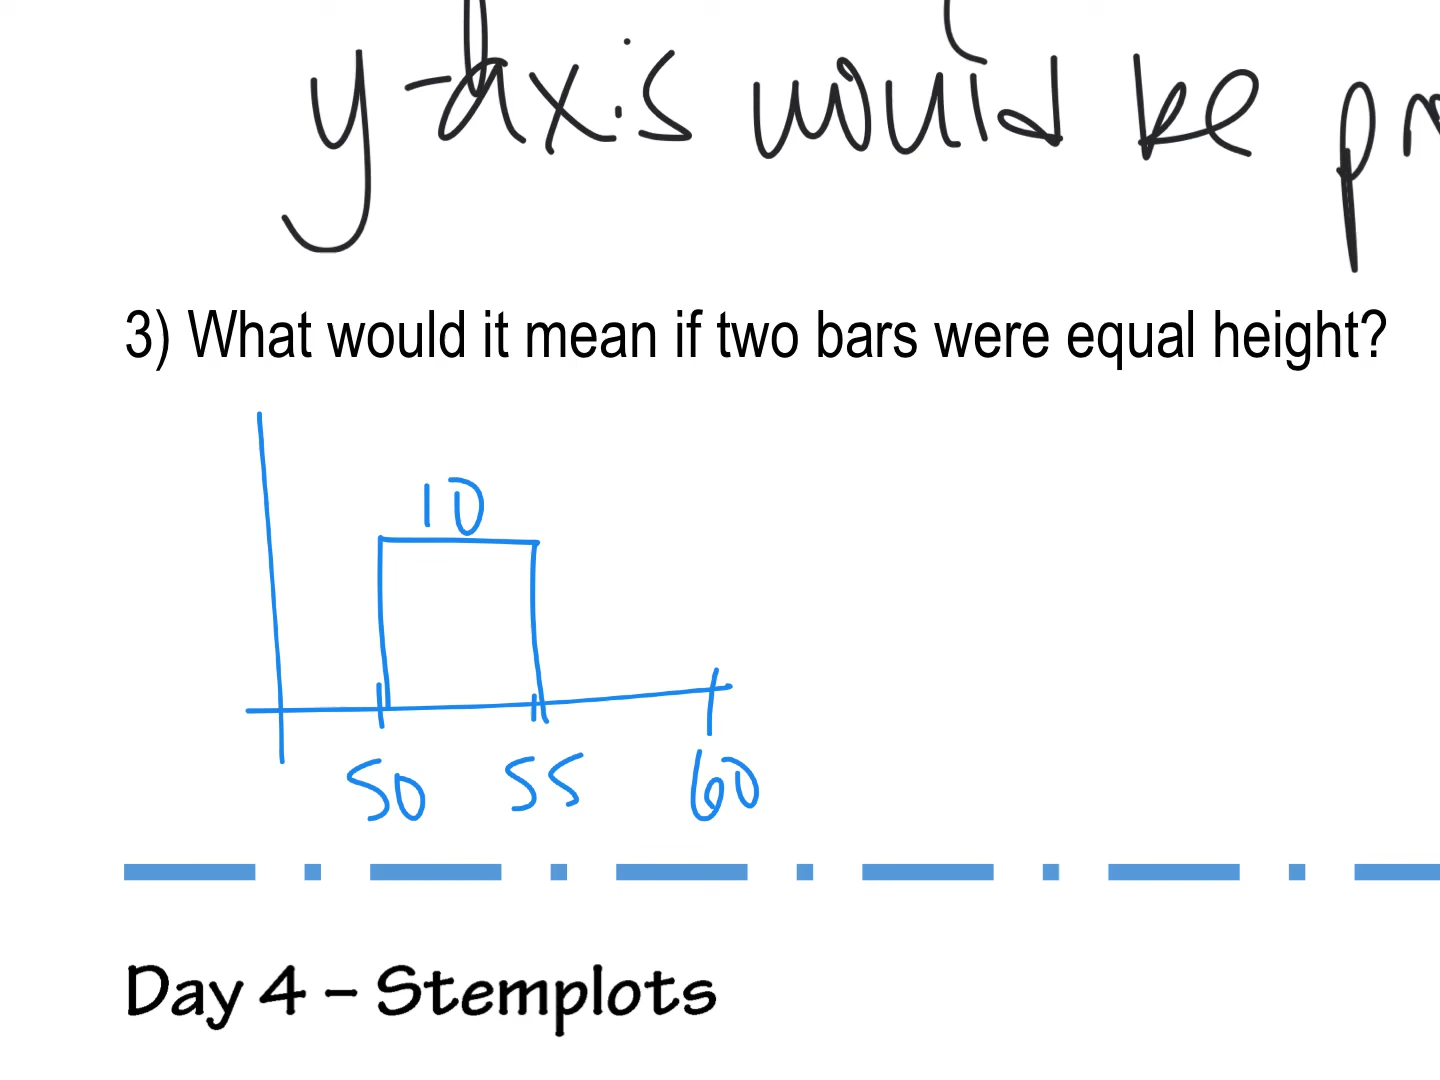 y-axis would be
3) What would it mean if two bars were equal height?
10
50 55 60
Day 4 – Stemplots